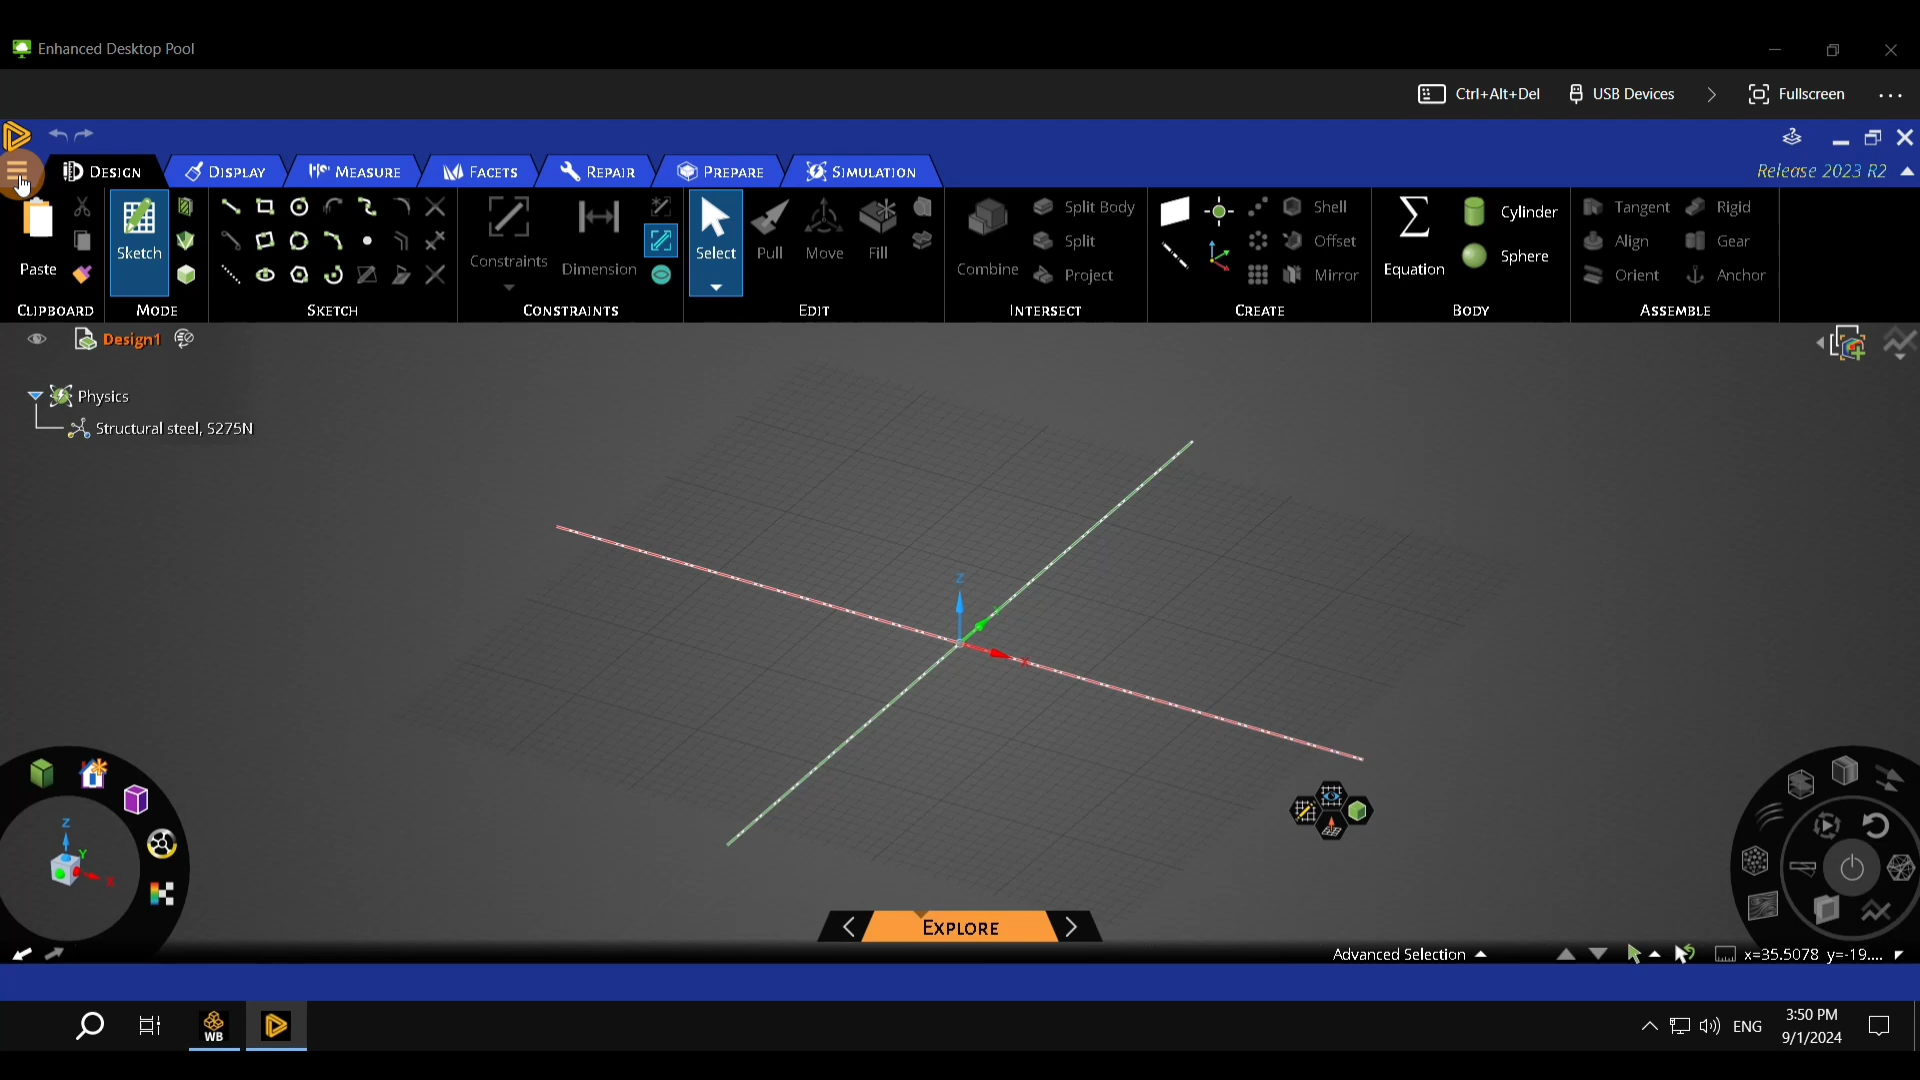 Enhanced Desktop Pool
Ctrl+Alt+Del USB Devices Fullscreen
DESIGN DISPLAY MEASURE FACETS REPAIR PREPARE SIMULATION
Release 2023 R2
Paste
Sketch
Constraints
Dimension
Select
Pull
Move
Fill
Combine
Split Body
Split
Project
Shell
Offset
Mirror
Equation
Cylinder
Sphere
Tangent
Align
Orient
Rigid
Gear
Anchor
CLIPBOARD MODE SKETCH CONSTRAINTS EDIT INTERSECT CREATE BODY ASSEMBLE
Design1
Physics
Structural steel, S275N
Z
X
Z
Y
X
EXPLORE
Advanced Selection
x=35.5078 y=-19....
WB
ENG
3:50 PM
9/1/2024